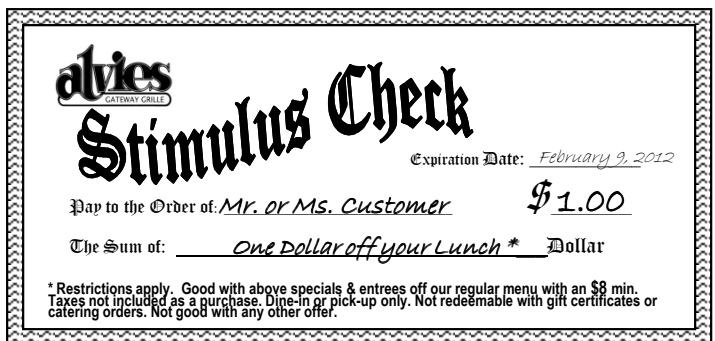 alvies
GATEWAY GRILLE
Stimulus Check
Expiration Date: February 9, 2012
Pay to the Order of: Mr. or Ms. Customer $1.00
The Sum of: One Dollar off your Lunch * Dollar
* Restrictions apply. Good with above specials & entrees off our regular menu with an $8 min.
Taxes not included as a purchase. Dine-in or pick-up only. Not redeemable with gift certificates or
catering orders. Not good with any other offer.